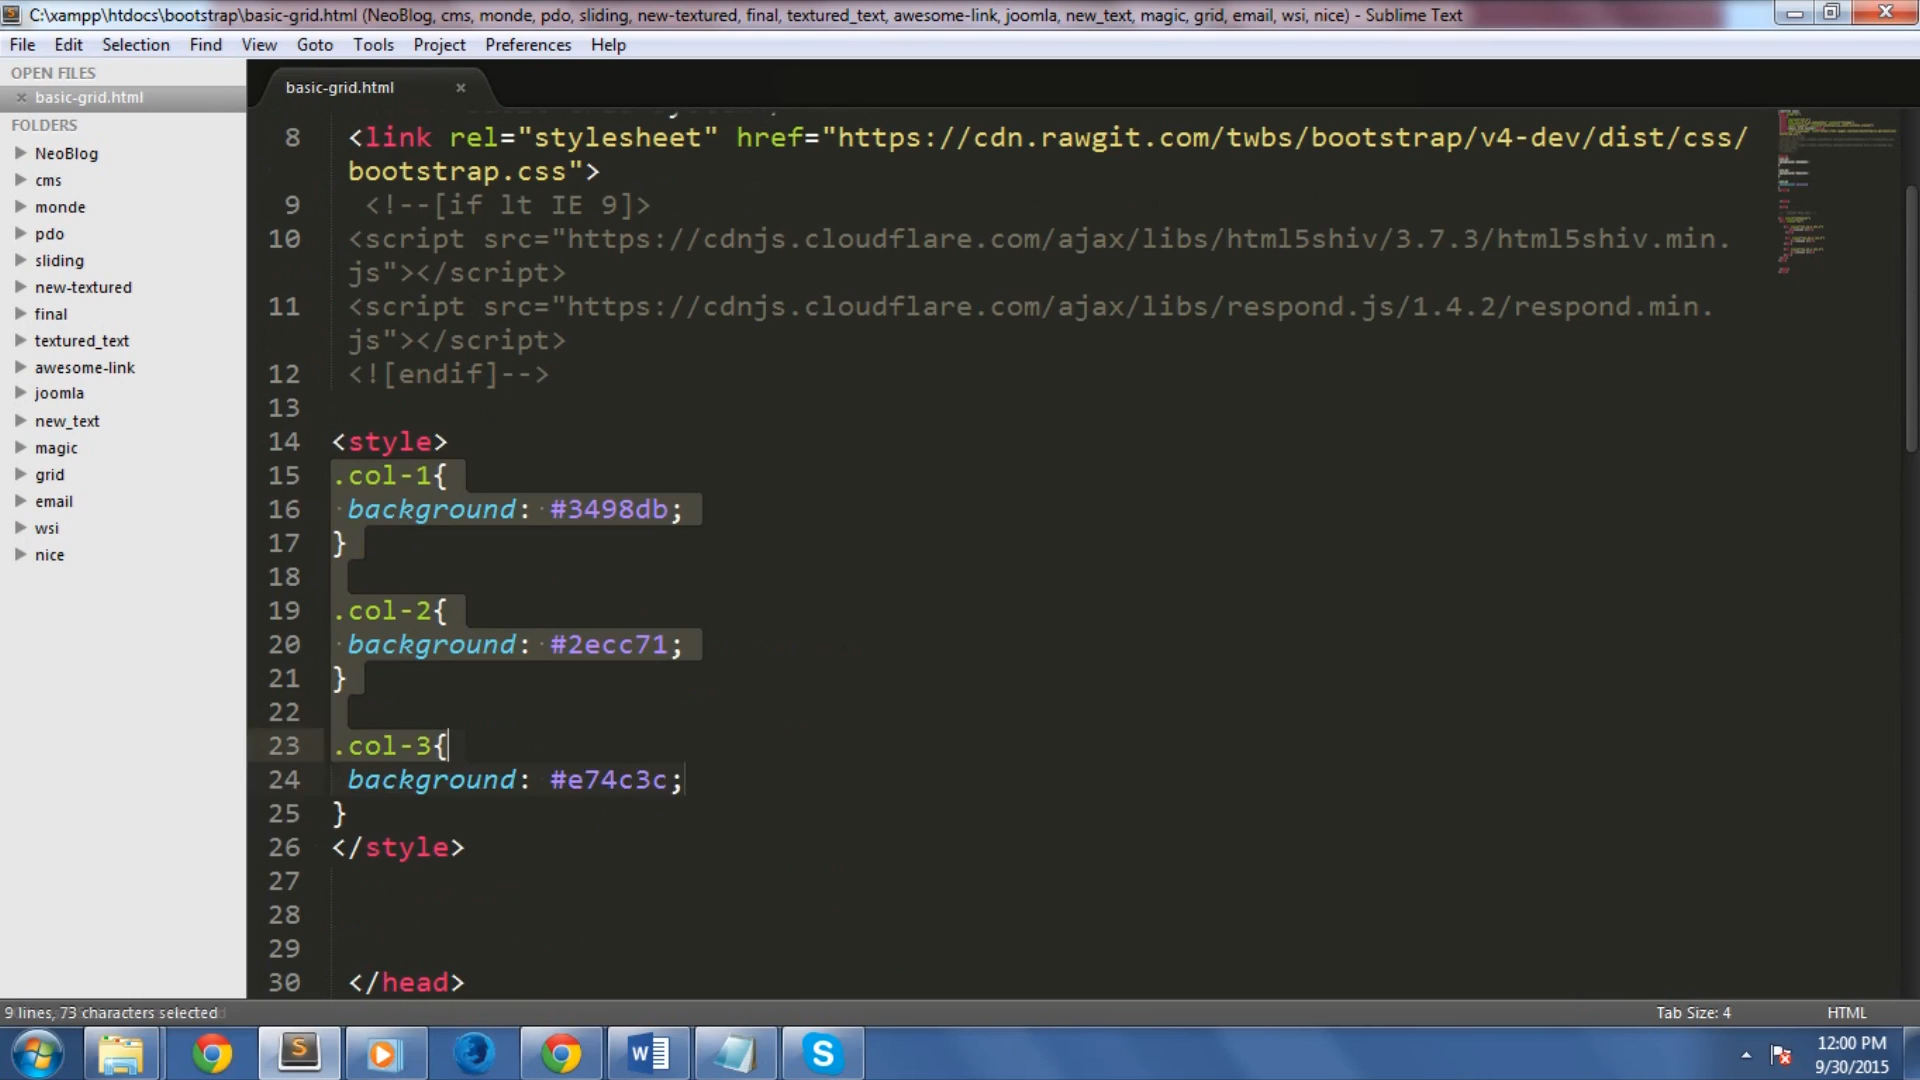 C:\xampp\htdocs\bootstrap\basic-grid.html (NeoBlog, cms, monde, pdo, sliding, new-textured, final, textured_text, awesome-link, joomla, new_text, magic, grid, email, wsi, nice) - Sublime Text
File Edit Selection Find View Goto Tools Project Preferences Help
OPEN FILES
basic-grid.html
FOLDERS
NeoBlog
cms
monde
pdo
sliding
new-textured
final
textured_text
awesome-link
joomla
new_text
magic
grid
email
wsi
nice
basic-grid.html
8 <link rel="stylesheet" href="https://cdn.rawgit.com/twbs/bootstrap/v4-dev/dist/css/
bootstrap.css">
9 <!--[if lt IE 9]>
10 <script src="https://cdnjs.cloudflare.com/ajax/libs/html5shiv/3.7.3/html5shiv.min.
js"></script>
11 <script src="https://cdnjs.cloudflare.com/ajax/libs/respond.js/1.4.2/respond.min.
js"></script>
12 <![endif]-->
13
14 <style>
15 .col-1{
16 background: #3498db;
17 }
18
19 .col-2{
20 background: #2ecc71;
21 }
22
23 .col-3{
24 background: #e74c3c;
25 }
26 </style>
27
28
29
30 </head>
9 lines, 73 characters selected
Tab Size: 4
HTML
12:00 PM
9/30/2015